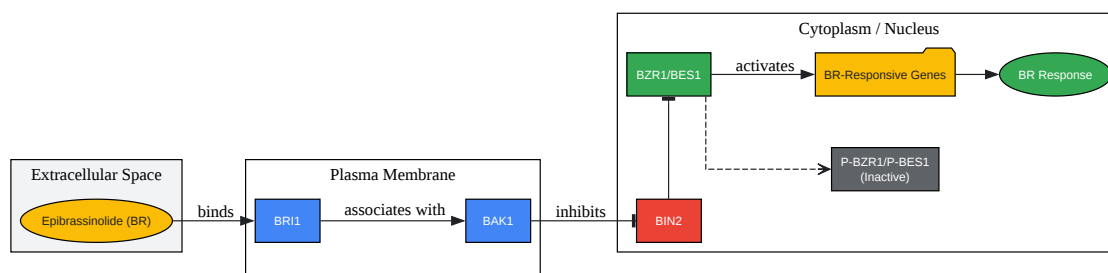 Cytoplasm / Nucleus
BZR1/BES1
activates
BR-Responsive Genes
BR Response
P-BZR1/P-BES1
(Inactive)
Extracellular Space
Plasma Membrane
Epibrassinolide (BR)
binds
BRI1
associates with
BAK1
inhibits
BIN2